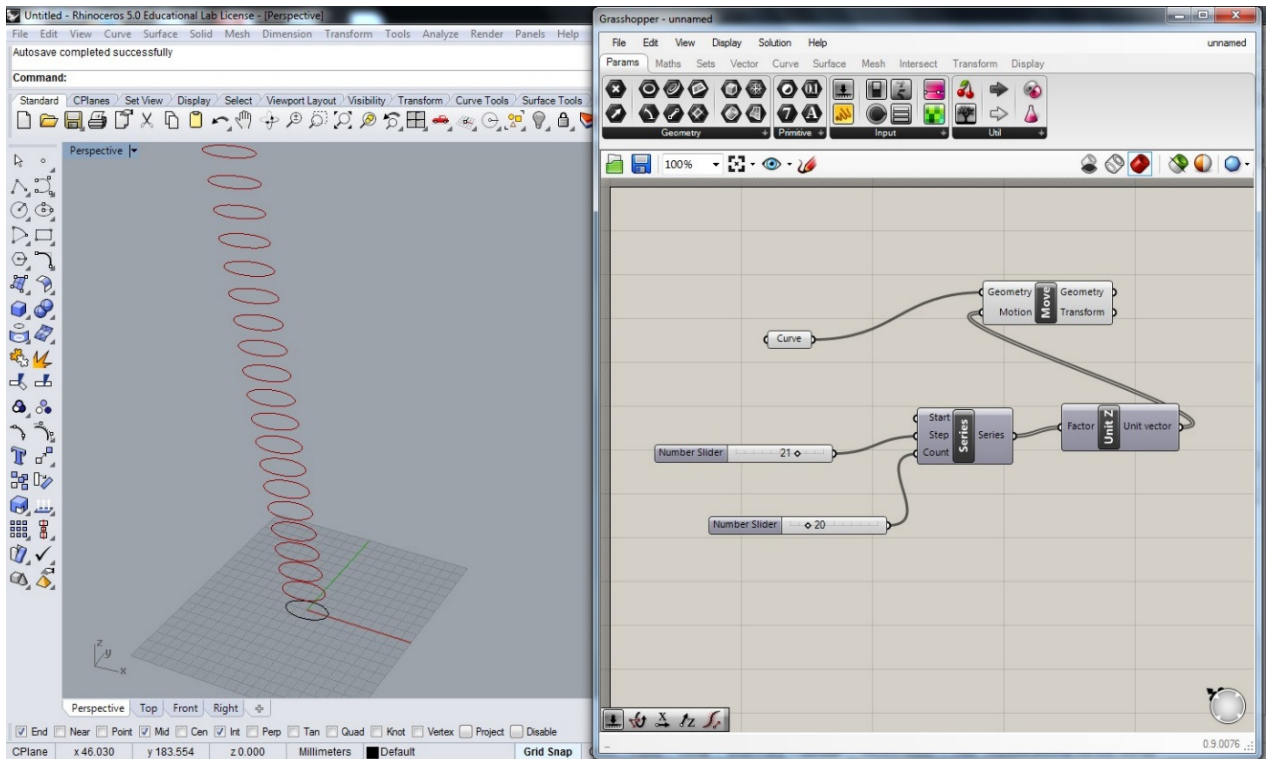 Untitled - Rhinoceros 5.0 Educational Lab License - [Perspective]
File Edit View Curve Surface Solid Mesh Dimension Transform Tools Analyze Render Panels Help
Autosave completed successfully
Command:
Standard CPlanes Set View Display Select Viewport Layout Visibility Transform Curve Tools Surface Tools
Perspective
z
y
x
Perspective Top Front Right
End Near Point Mid Cen Int Perp Tan Quad Knot Vertex Project Disable
CPlane x 46.030 y 183.554 z 0.000 Millimeters Default Grid Snap
Grasshopper - unnamed
File Edit View Display Solution Help unnamed
Params Maths Sets Vector Curve Surface Mesh Intersect Transform Display
Geometry Primitive Input Util
100%
Geometry Move Geometry
Motion Transform
Curve
Start
Step Series Series
Count
Factor Unit Z Unit vector
Number Slider 21
Number Slider 20
0.9.0076